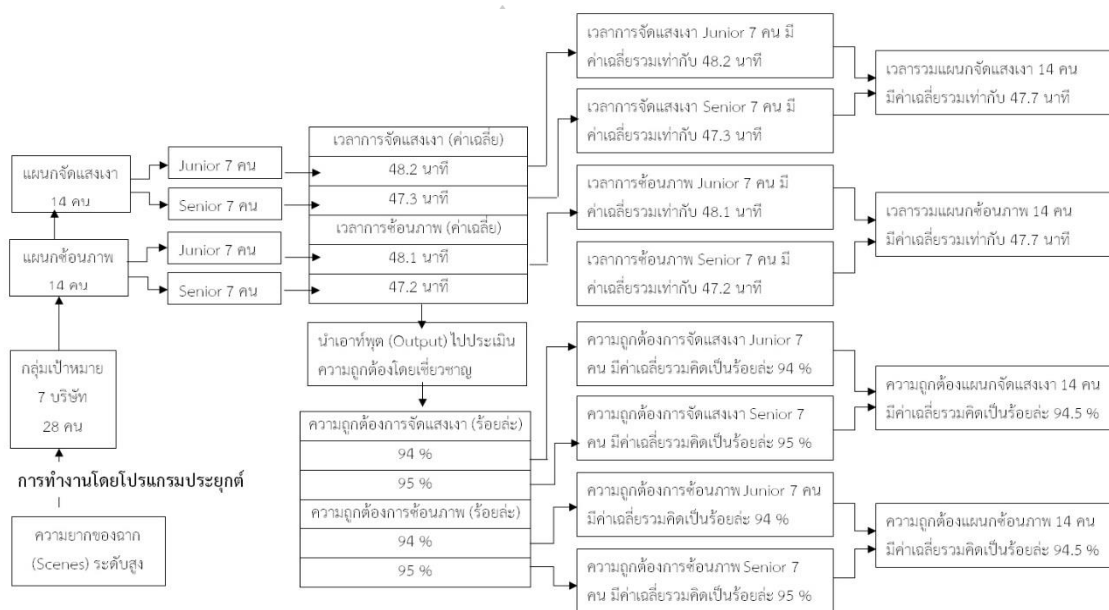 แผนกจัดแสงเงา
14 คน
แผนกซ้อนภาพ
14 คน
กลุ่มเป้าหมาย
7 บริษัท
28 คน
การทำงานโดยโปรแกรมประยุกต์
ความยากของฉาก
(Scenes) ระดับสูง
Junior 7 คน
Senior 7 คน
Junior 7 คน
Senior 7 คน
เวลาการจัดแสงเงา (ค่าเฉลี่ย)
48.2 นาที
47.3 นาที
เวลาการซ้อนภาพ (ค่าเฉลี่ย)
48.1 นาที
47.2 นาที
นำเอาท์พุต (Output) ไปประเมิน
ความถูกต้องโดยเชี่ยวชาญ
ความถูกต้องการจัดแสงเงา (ร้อยล่ะ)
94 %
95 %
ความถูกต้องการซ้อนภาพ (ร้อยล่ะ)
94 %
95 %
เวลาการจัดแสงเงา Junior 7 คน มี
ค่าเฉลี่ยรวมเท่ากับ 48.2 นาที
เวลาการจัดแสงเงา Senior 7 คน มี
ค่าเฉลี่ยรวมเท่ากับ 47.3 นาที
เวลาการซ้อนภาพ Junior 7 คน มี
ค่าเฉลี่ยรวมเท่ากับ 48.1 นาที
เวลาการซ้อนภาพ Senior 7 คน มี
ค่าเฉลี่ยรวมเท่ากับ 47.2 นาที
ความถูกต้องการจัดแสงเงา Junior 7
คน มีค่าเฉลี่ยรวมคิดเป็นร้อยล่ะ 94 %
ความถูกต้องการจัดแสงเงา Senior 7
คน มีค่าเฉลี่ยรวมคิดเป็นร้อยล่ะ 95 %
ความถูกต้องการซ้อนภาพ Junior 7 คน
มีค่าเฉลี่ยรวมคิดเป็นร้อยล่ะ 94 %
ความถูกต้องการซ้อนภาพ Senior 7
คน มีค่าเฉลี่ยรวมคิดเป็นร้อยล่ะ 95 %
เวลารวมแผนกจัดแสงเงา 14 คน
มีค่าเฉลี่ยรวมเท่ากับ 47.7 นาที
เวลารวมแผนกซ้อนภาพ 14 คน
มีค่าเฉลี่ยรวมเท่ากับ 47.7 นาที
ความถูกต้องแผนกจัดแสงเงา 14 คน
มีค่าเฉลี่ยรวมคิดเป็นร้อยล่ะ 94.5 %
ความถูกต้องแผนกซ้อนภาพ 14 คน
มีค่าเฉลี่ยรวมคิดเป็นร้อยล่ะ 94.5 %